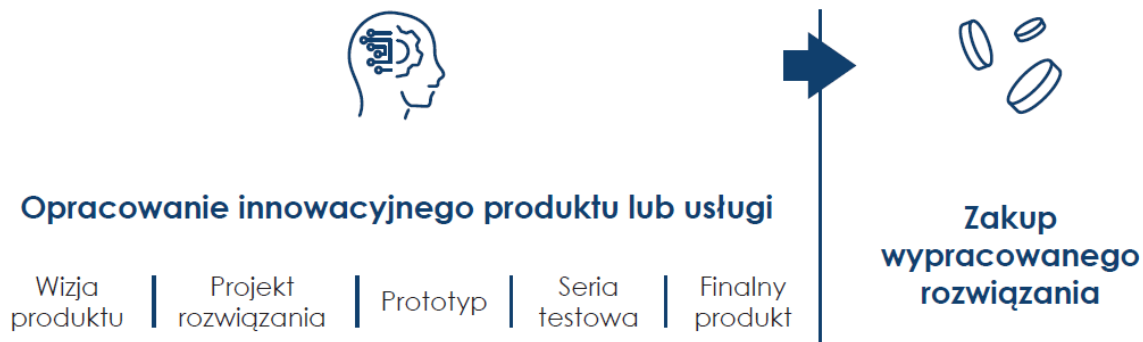 Opracowanie innowacyjnego produktu lub usługi
Wizja
produktu
Projekt
rozwiązania
Prototyp
Seria
testowa
Finalny
produkt
Zakup
wypracowanego
rozwiązania